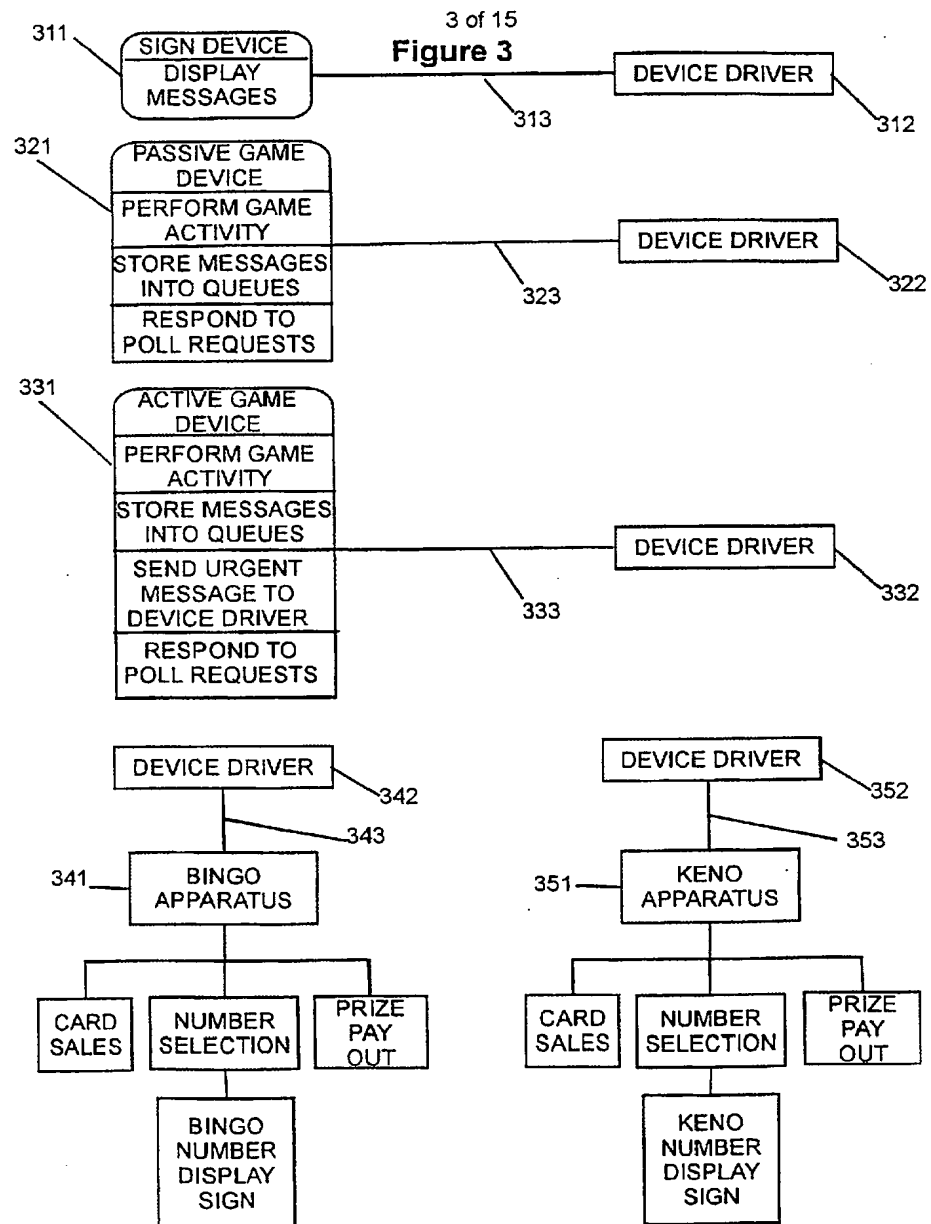 3 of 15
Figure 3
311
SIGN DEVICE
DISPLAY
MESSAGES
313
DEVICE DRIVER
312
321
PASSIVE GAME
DEVICE
PERFORM GAME
ACTIVITY
STORE MESSAGES
INTO QUEUES
RESPOND TO
POLL REQUESTS
323
DEVICE DRIVER
322
331
ACTIVE GAME
DEVICE
PERFORM GAME
ACTIVITY
STORE MESSAGES
INTO QUEUES
SEND URGENT
MESSAGE TO
DEVICE DRIVER
RESPOND TO
POLL REQUESTS
333
DEVICE DRIVER
332
DEVICE DRIVER
342
343
341
BINGO
APPARATUS
CARD
SALES
NUMBER
SELECTION
PRIZE
PAY
OUT
BINGO
NUMBER
DISPLAY
SIGN
DEVICE DRIVER
352
353
351
KENO
APPARATUS
CARD
SALES
NUMBER
SELECTION
PRIZE
PAY
OUT
KENO
NUMBER
DISPLAY
SIGN